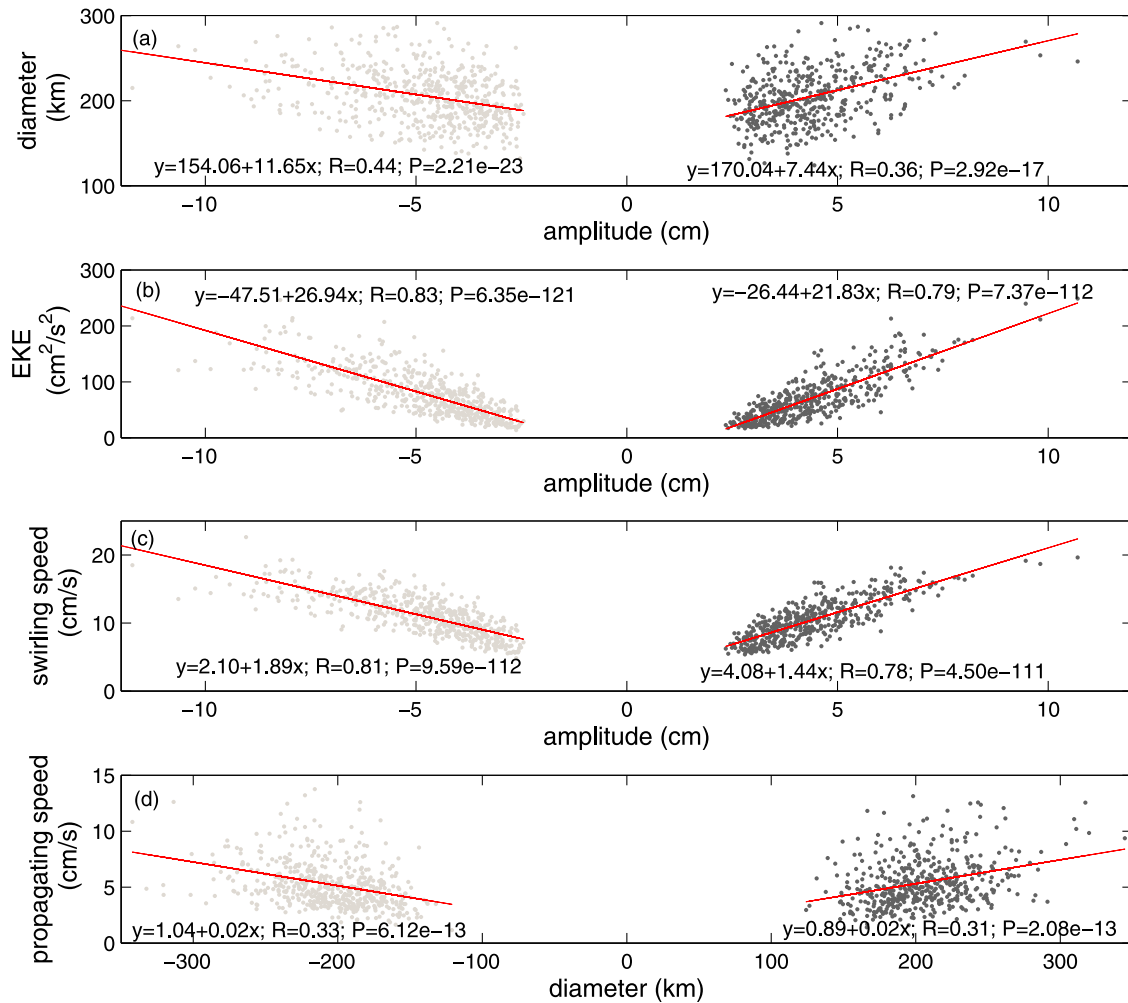 300
(a)
diameter
(km)
200
y=154.06+11.65x; R=0.44; P=2.21e−23
y=170.04+7.44x; R=0.36; P=2.92e−17
100
−10 −5 0 5 10
amplitude (cm)
300
(b)
y=−47.51+26.94x; R=0.83; P=6.35e−121
y=−26.44+21.83x; R=0.79; P=7.37e−112
EKE
(cm²/s²)
200
100
0
−10 −5 0 5 10
amplitude (cm)
(c)
swirling speed
(cm/s)
20
10
y=2.10+1.89x; R=0.81; P=9.59e−112
y=4.08+1.44x; R=0.78; P=4.50e−111
0
−10 −5 0 5 10
amplitude (cm)
15
(d)
propagating speed
(cm/s)
10
5
y=1.04+0.02x; R=0.33; P=6.12e−13
y=0.89+0.02x; R=0.31; P=2.08e−13
0
−300 −200 −100 0 100 200 300
diameter (km)